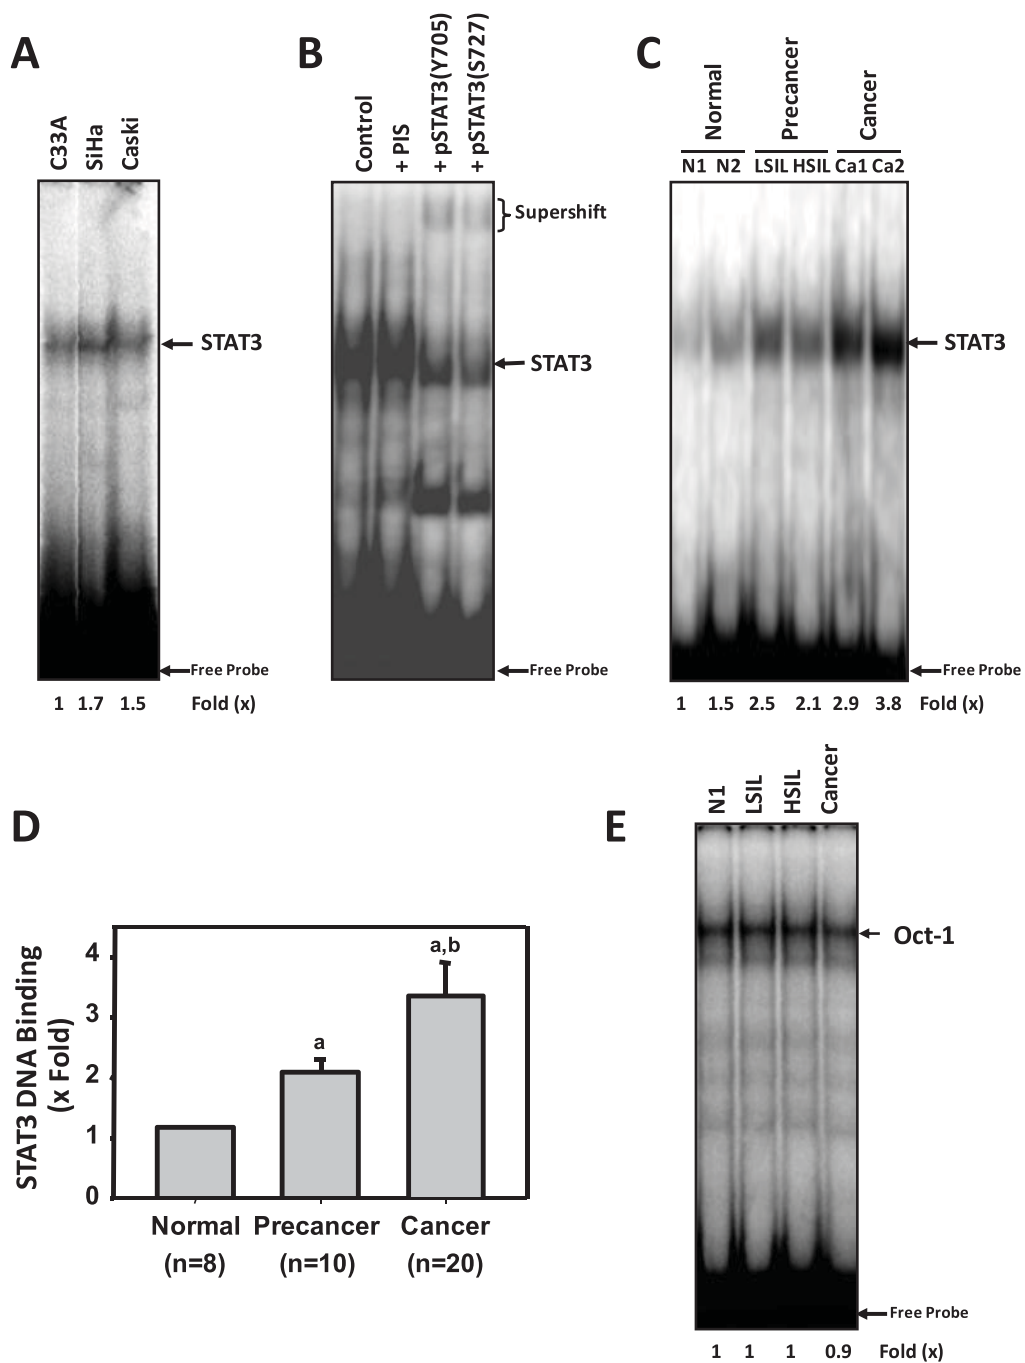 A
C33A
SiHa
Caski
STAT3
Free Probe
1 1.7 1.5 Fold (x)
B
Control
+ PIS
+ pSTAT3(Y705)
+ pSTAT3(S727)
Supershift
STAT3
Free Probe
C
Normal Precancer Cancer
N1 N2 LSIL HSIL Ca1 Ca2
STAT3
Free Probe
1 1.5 2.5 2.1 2.9 3.8 Fold (x)
D
STAT3 DNA Binding
(x Fold)
4
3
2
1
0
a
a,b
Normal Precancer Cancer
(n=8) (n=10) (n=20)
E
N1
LSIL
HSIL
Cancer
Oct-1
Free Probe
1 1 1 0.9 Fold (x)